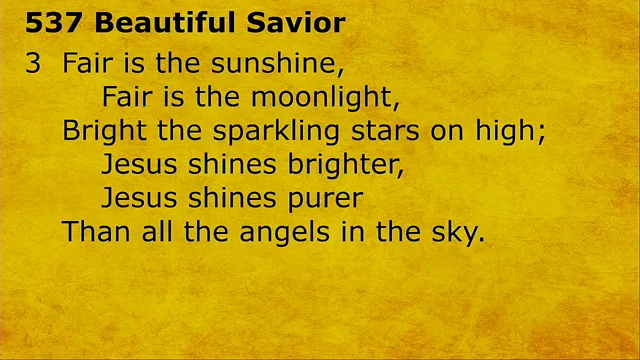 537 Beautiful Savior
3 Fair is the sunshine,
Fair is the moonlight,
Bright the sparkling stars on high;
Jesus shines brighter,
Jesus shines purer
Than all the angels in the sky.